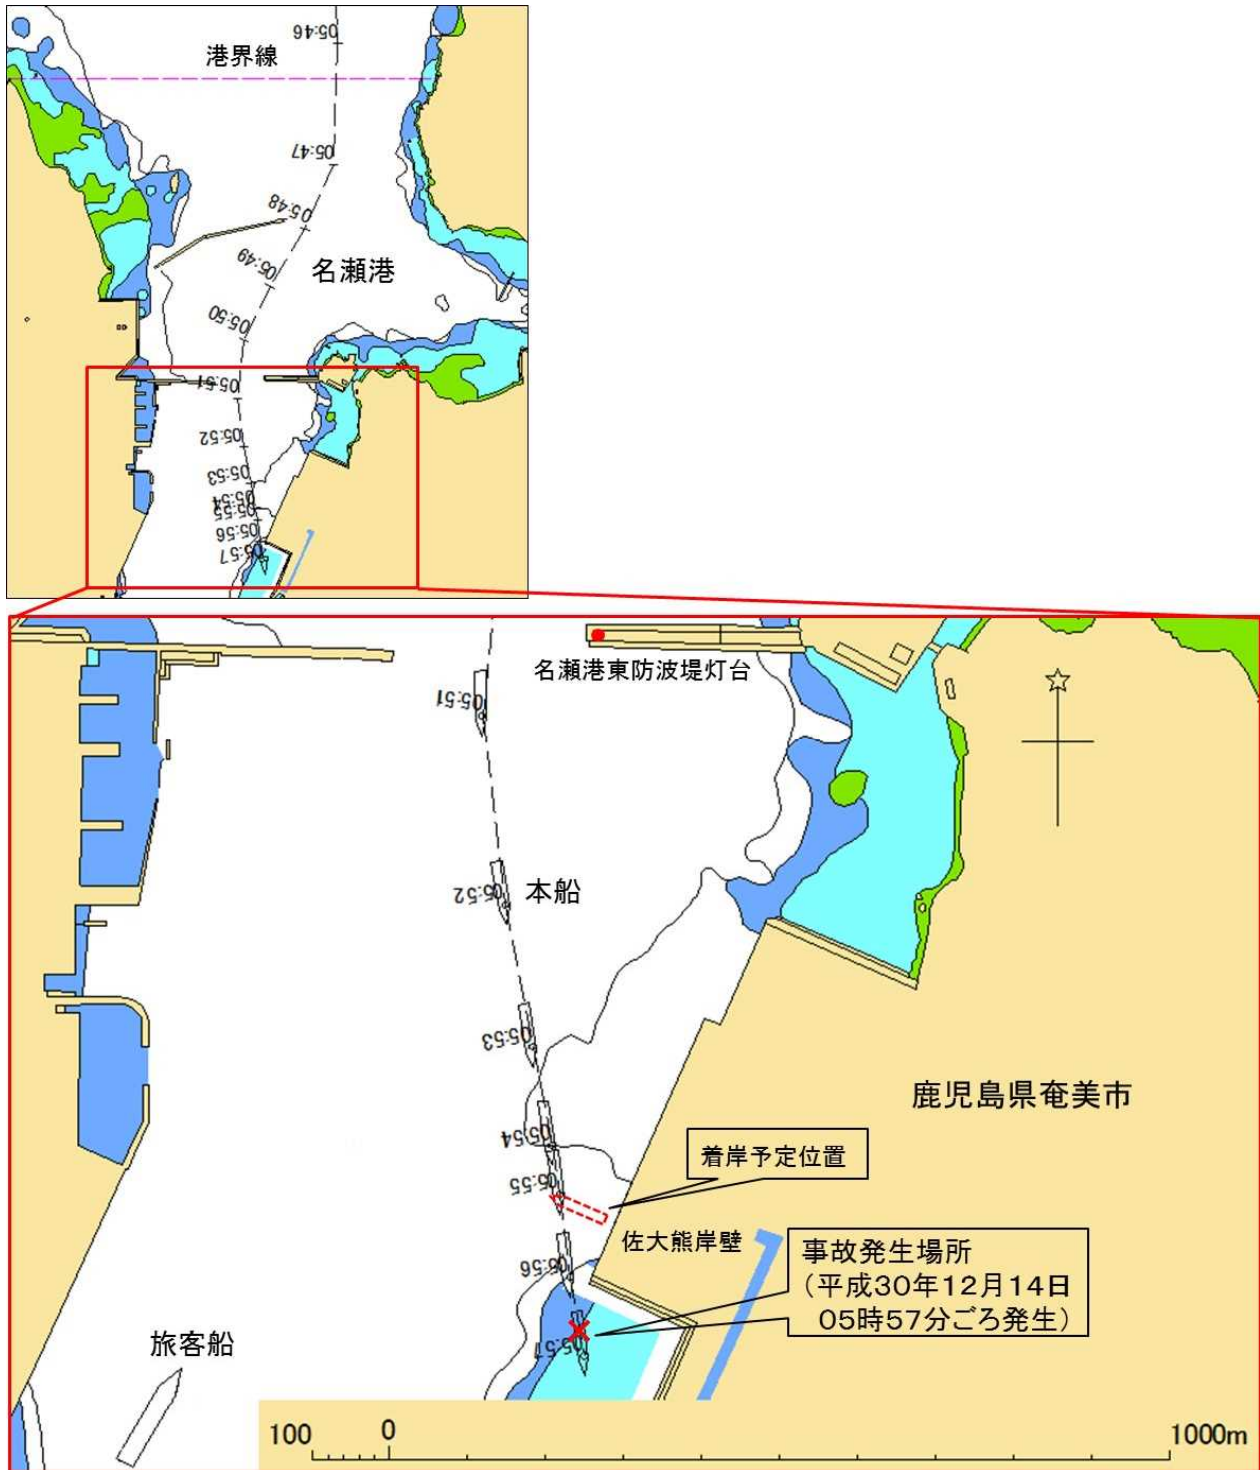 05:46
港界線
05:47
05:48
05:49
名瀬港
05:50
05:51
05:52
05:53
05:54
05:55
05:56
05:57
名瀬港東防波堤灯台
05:51
05:52
本船
05:53
鹿児島県奄美市
05:54
着岸予定位置
05:55
佐大熊岸壁
事故発生場所
(平成30年12月14日
05時57分ごろ発生)
05:56
05:57
旅客船
100 0 1000m